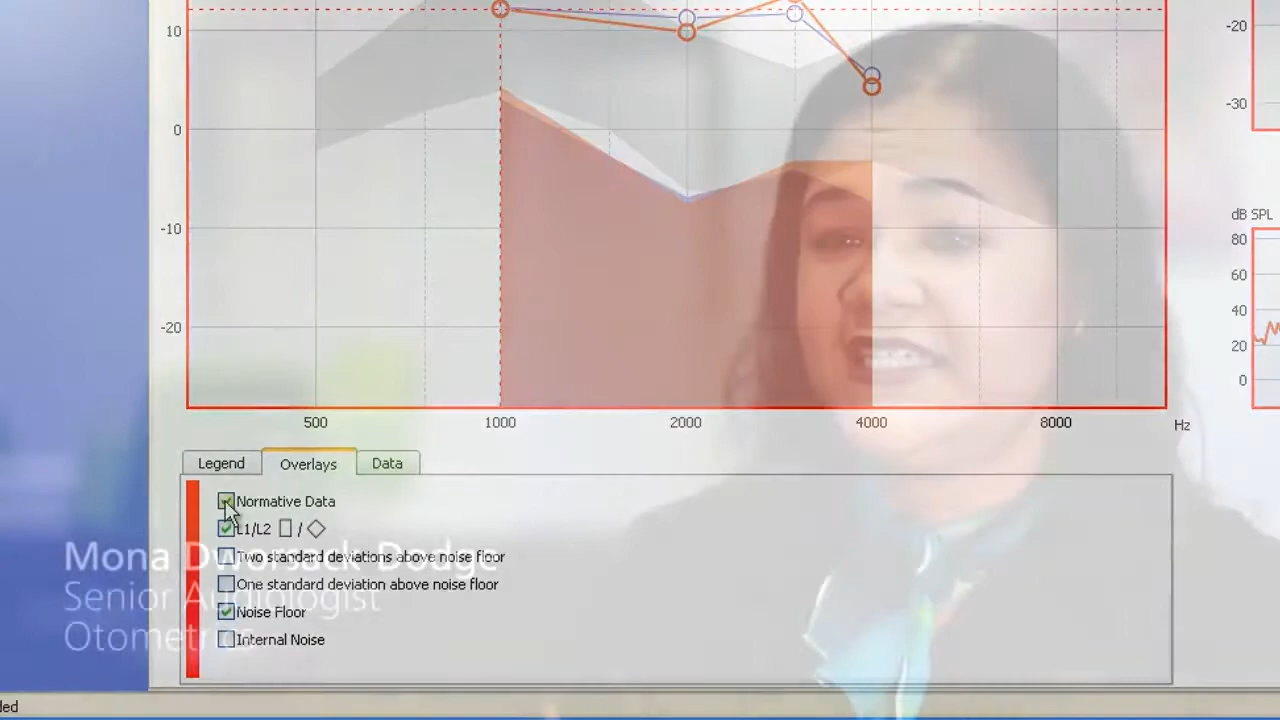 10
0
-10
-20
500 1000 2000 4000 8000 Hz
-20
-30
dB SPL
80
60
40
20
0
Legend Overlays Data
Normative Data
L1/L2 /
Two standard deviations above noise floor
One standard deviation above noise floor
Noise Floor
Internal Noise
Mona Dworsack Dodge
Senior Audiologist
Otometrics
ded